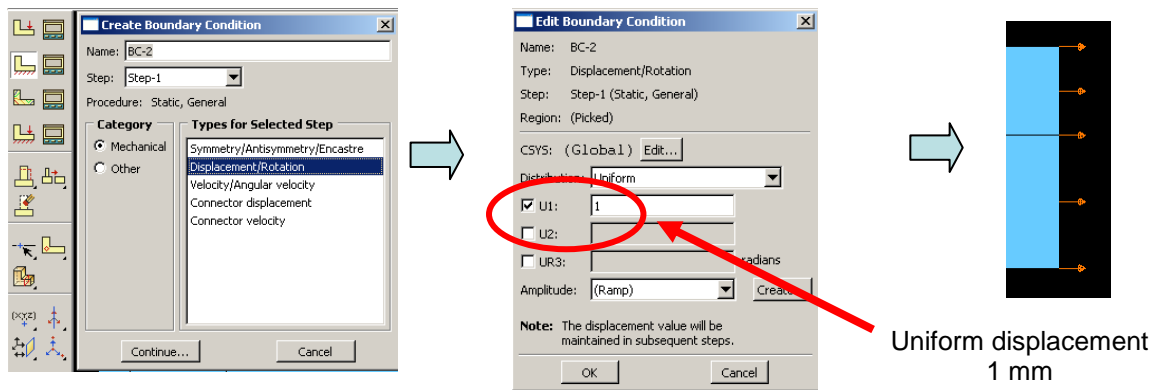 Create Boundary Condition
Name: BC-2
Step: Step-1
Procedure: Static, General
Category
Mechanical
Other
Types for Selected Step
Symmetry/Antisymmetry/Encastre
Displacement/Rotation
Velocity/Angular velocity
Connector displacement
Connector velocity
Continue...
Cancel
(XYZ)
Edit Boundary Condition
Name: BC-2
Type: Displacement/Rotation
Step: Step-1 (Static, General)
Region: (Picked)
CSYS: (Global) Edit...
Distribution: Uniform
U1: 1
U2:
UR3: radians
Amplitude: (Ramp) Create...
Note: The displacement value will be
maintained in subsequent steps.
OK
Cancel
Uniform displacement
1 mm